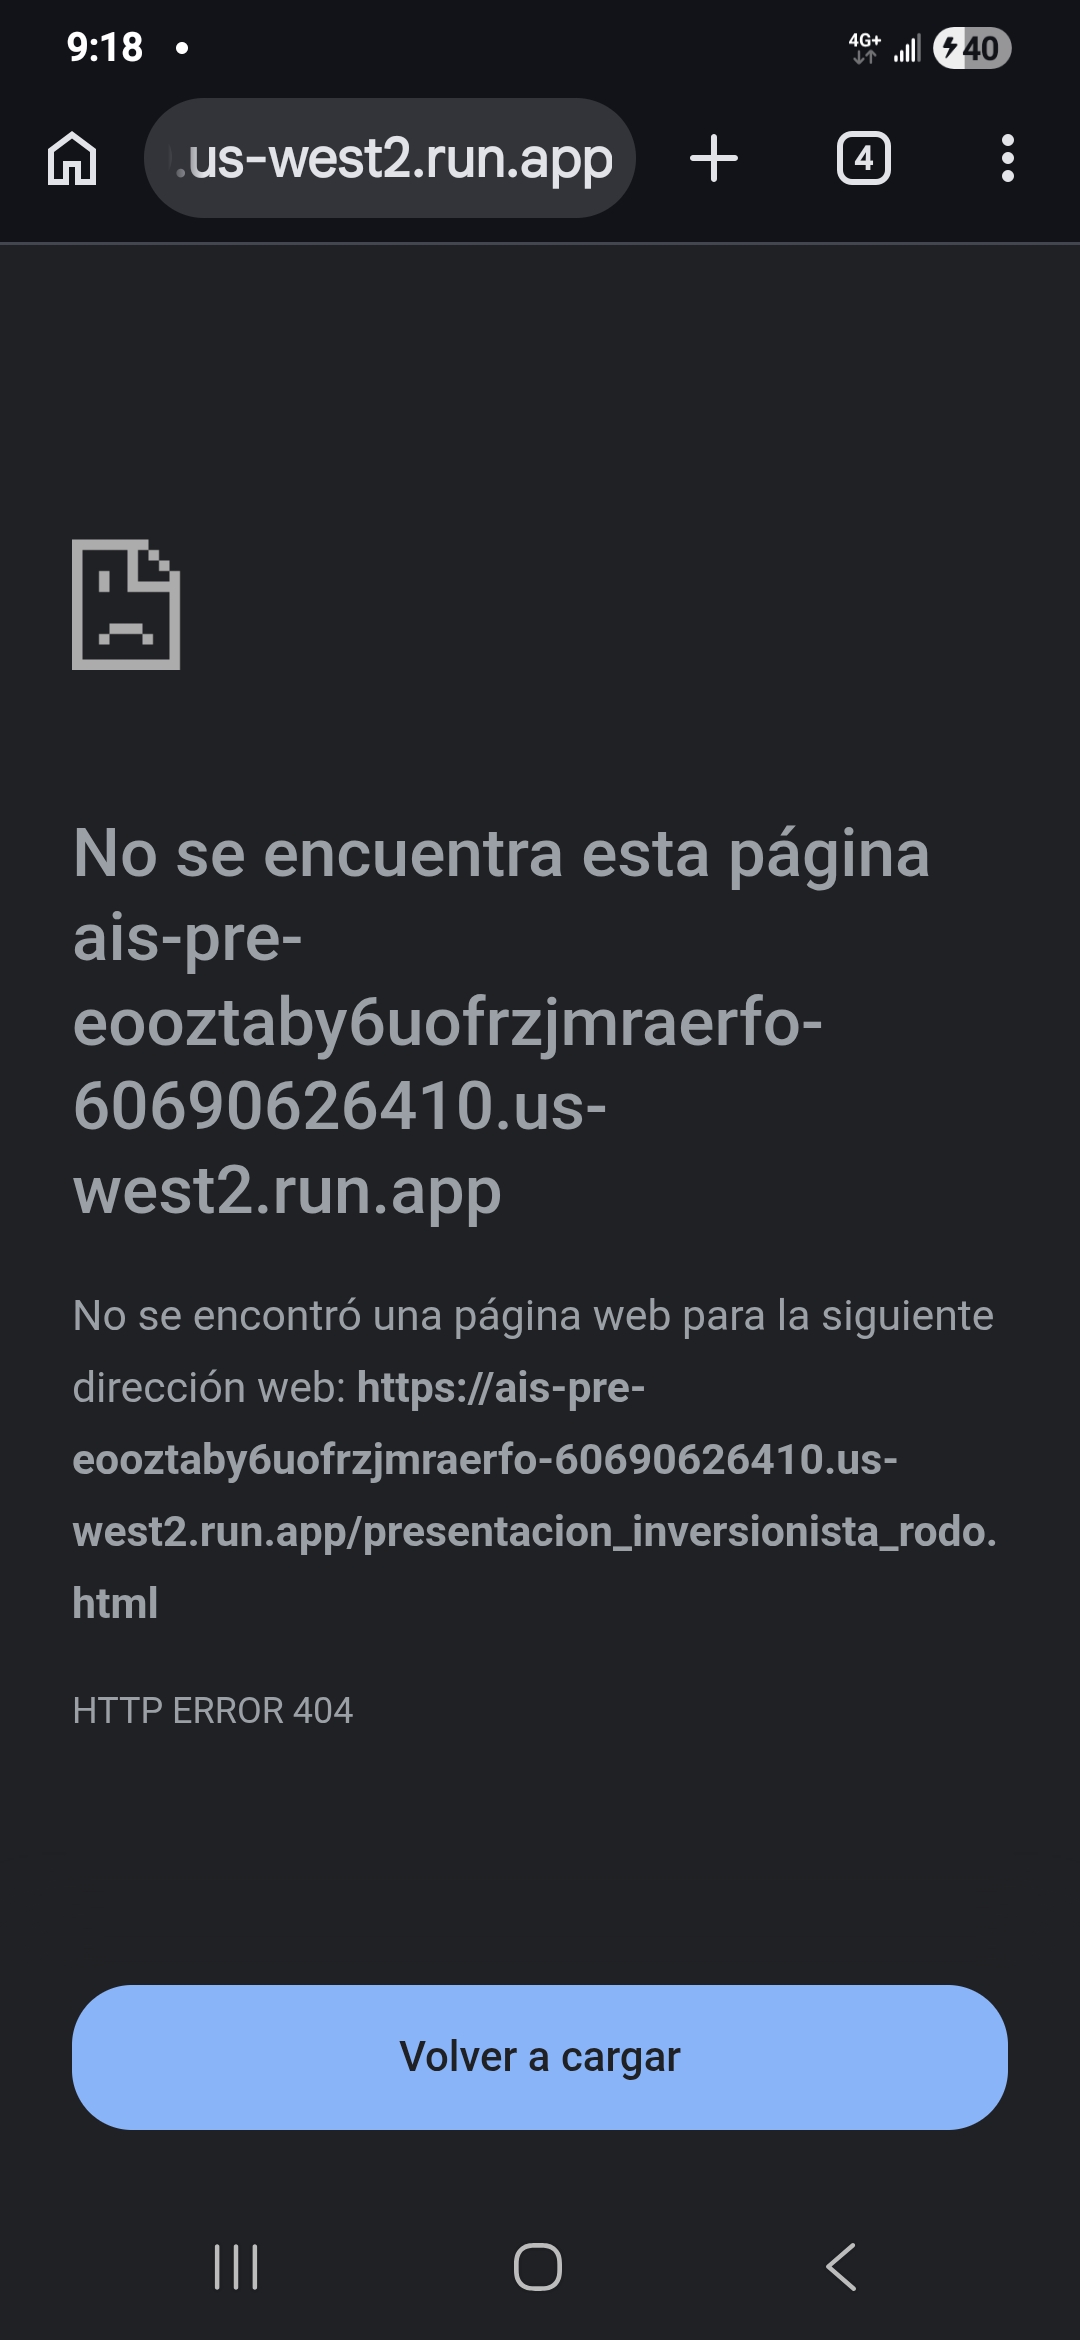 9:18
4G+
40
.us-west2.run.app
4
No se encuentra esta página
ais-pre-
eooztaby6uofrzjmraerfo-
60690626410.us-
west2.run.app
No se encontró una página web para la siguiente
dirección web: https://ais-pre-
eooztaby6uofrzjmraerfo-60690626410.us-
west2.run.app/presentacion_inversionista_rodo.
html
HTTP ERROR 404
Volver a cargar